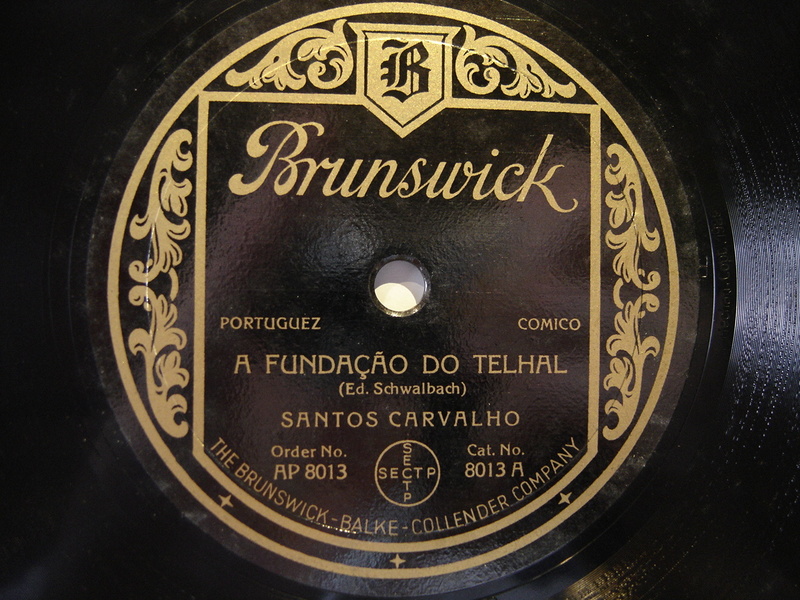 B
Brunswick
PORTUGUEZ COMICO
A FUNDAÇÃO DO TELHAL
(Ed. Schwalbach)
SANTOS CARVALHO
Order No. Cat. No.
AP 8013 8013 A
SECTP
SECTP
THE BRUNSWICK-BALKE-COLLENDER COMPANY